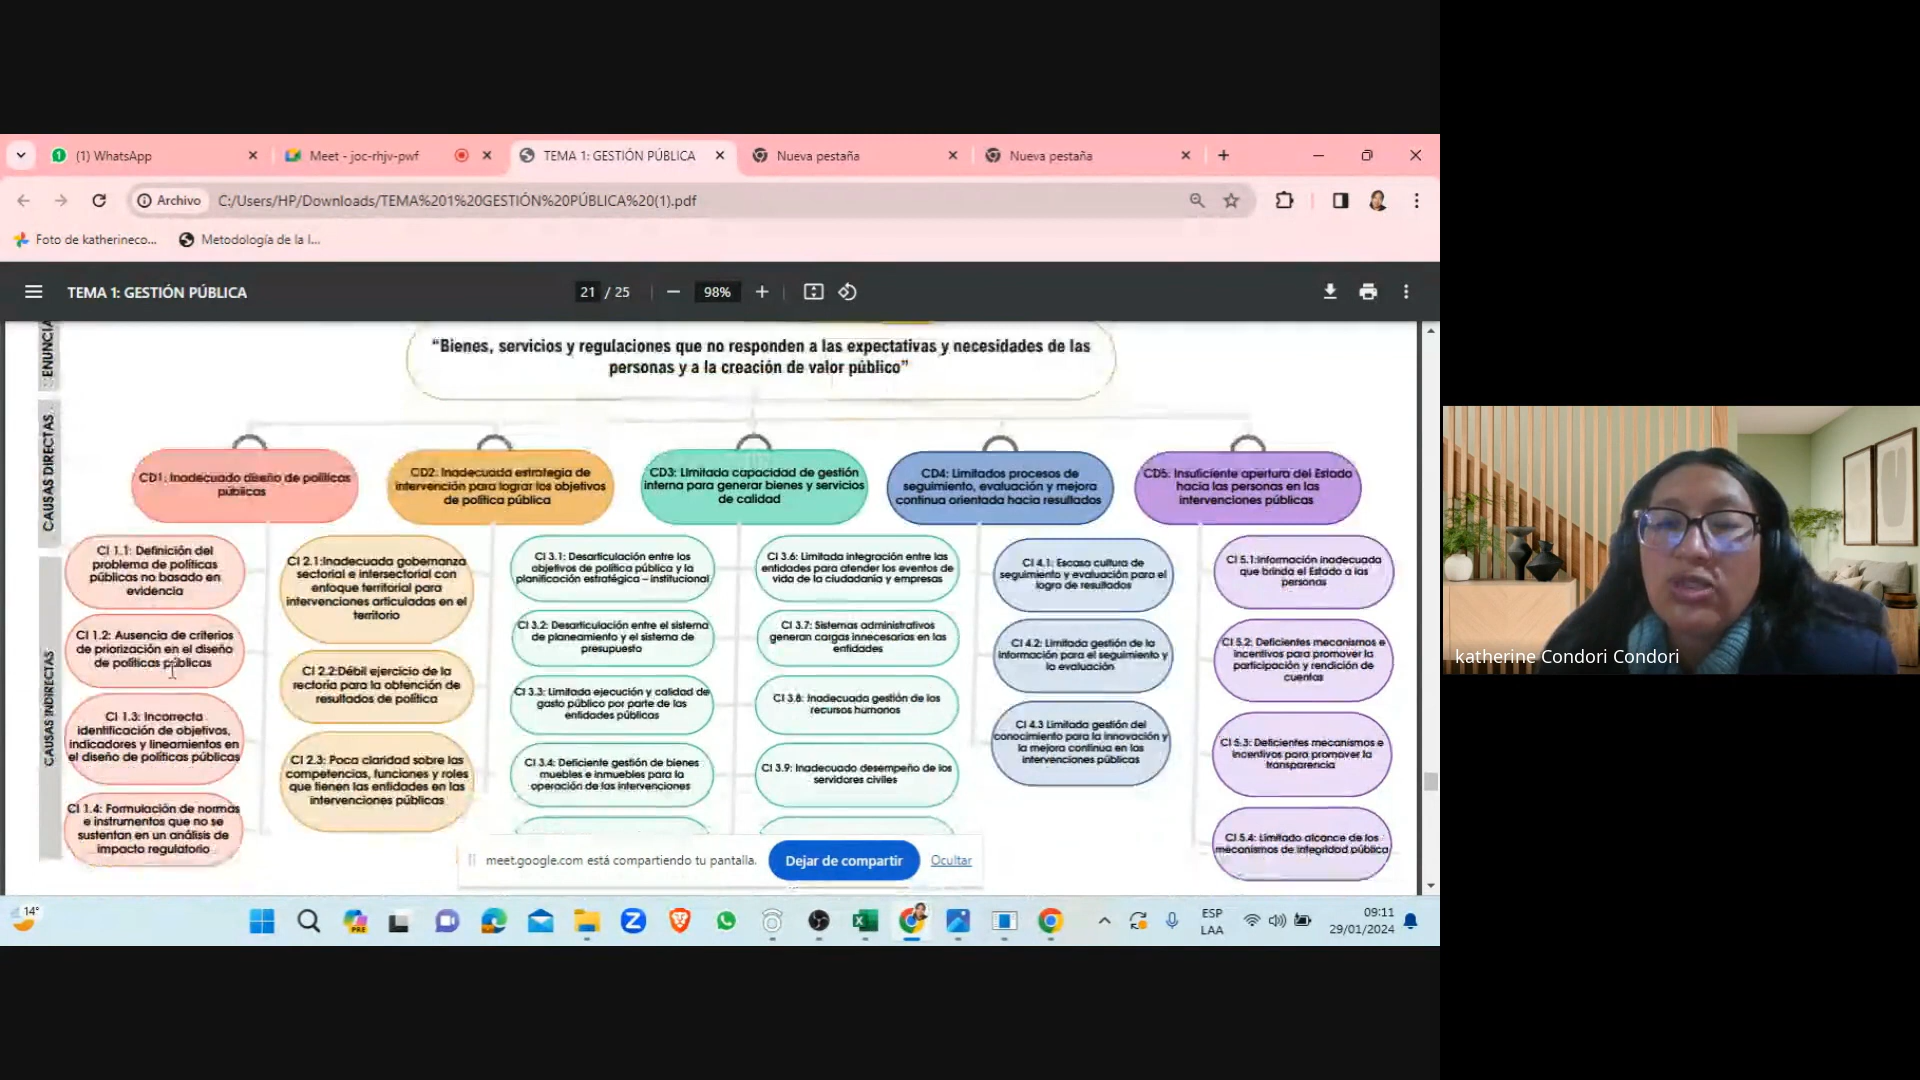 (1) WhatsApp
Meet - joc-rhjv-pwf
TEMA 1: GESTIÓN PÚBLICA
Nueva pestaña
Nueva pestaña
Archivo
C:/Users/HP/Downloads/TEMA%201%20GESTIÓN%20PÚBLICA%20(1).pdf
Foto de katherineco...
Metodología de la I...
TEMA 1: GESTIÓN PÚBLICA
21 / 25
98%
ENUNCIA
"Bienes, servicios y regulaciones que no responden a las expectativas y necesidades de las
personas y a la creación de valor público"
CAUSAS DIRECTAS
CD1: Inadecuado diseño de políticas
públicas
CD2: Inadecuada estrategia de
intervención para lograr los objetivos
de política pública
CD3: Limitada capacidad de gestión
interna para generar bienes y servicios
de calidad
CD4: Limitados procesos de
seguimiento, evaluación y mejora
continua orientada hacia resultados
CD5: Insuficiente apertura del Estado
hacia las personas en las
intervenciones públicas
CAUSAS INDIRECTAS
CI 1.1: Definición del
problema de políticas
públicas no basado en
evidencia
CI 1.2: Ausencia de criterios
de priorización en el diseño
de políticas públicas
CI 1.3: Incorrecta
identificación de objetivos,
indicadores y lineamientos en
el diseño de políticas públicas
CI 1.4: Formulación de normas
e instrumentos que no se
sustentan en un análisis de
impacto regulatorio
CI 2.1:Inadecuada gobernanza
sectorial e intersectorial con
enfoque territorial para
intervenciones articuladas en el
territorio
CI 2.2:Débil ejercicio de la
rectoría para la obtención de
resultados de política
CI 2.3: Poca claridad sobre las
competencias, funciones y roles
que tienen las entidades en las
intervenciones públicas
CI 3.1: Desarticulación entre los
objetivos de política pública y la
planificación estratégica – institucional
CI 3.2: Desarticulación entre el sistema
de planeamiento y el sistema de
presupuesto
CI 3.3: Limitada ejecución y calidad de
gasto público por parte de las
entidades públicas
CI 3.4: Deficiente gestión de bienes
muebles e inmuebles para la
operación de las intervenciones
CI 3.6: Limitada integración entre las
entidades para atender los eventos de
vida de la ciudadanía y empresas
CI 3.7: Sistemas administrativos
generan cargas innecesarias en las
entidades
CI 3.8: Inadecuada gestión de los
recursos humanos
CI 3.9: Inadecuado desempeño de los
servidores civiles
CI 4.1: Escasa cultura de
seguimiento y evaluación para el
logro de resultados
CI 4.2: Limitada gestión de la
información para el seguimiento y
la evaluación
CI 4.3 Limitada gestión del
conocimiento para la innovación y
la mejora continua en las
intervenciones públicas
CI 5.1:Información inadecuada
que brinda el Estado a las
personas
CI 5.2: Deficientes mecanismos e
incentivos para promover la
participación y rendición de
cuentas
CI 5.3: Deficientes mecanismos e
incentivos para promover la
transparencia
CI 5.4: Limitado alcance de los
mecanismos de integridad pública
meet.google.com está compartiendo tu pantalla.
Dejar de compartir
Ocultar
katherine Condori Condori
14°
PRE
ESP
LAA
09:11
29/01/2024